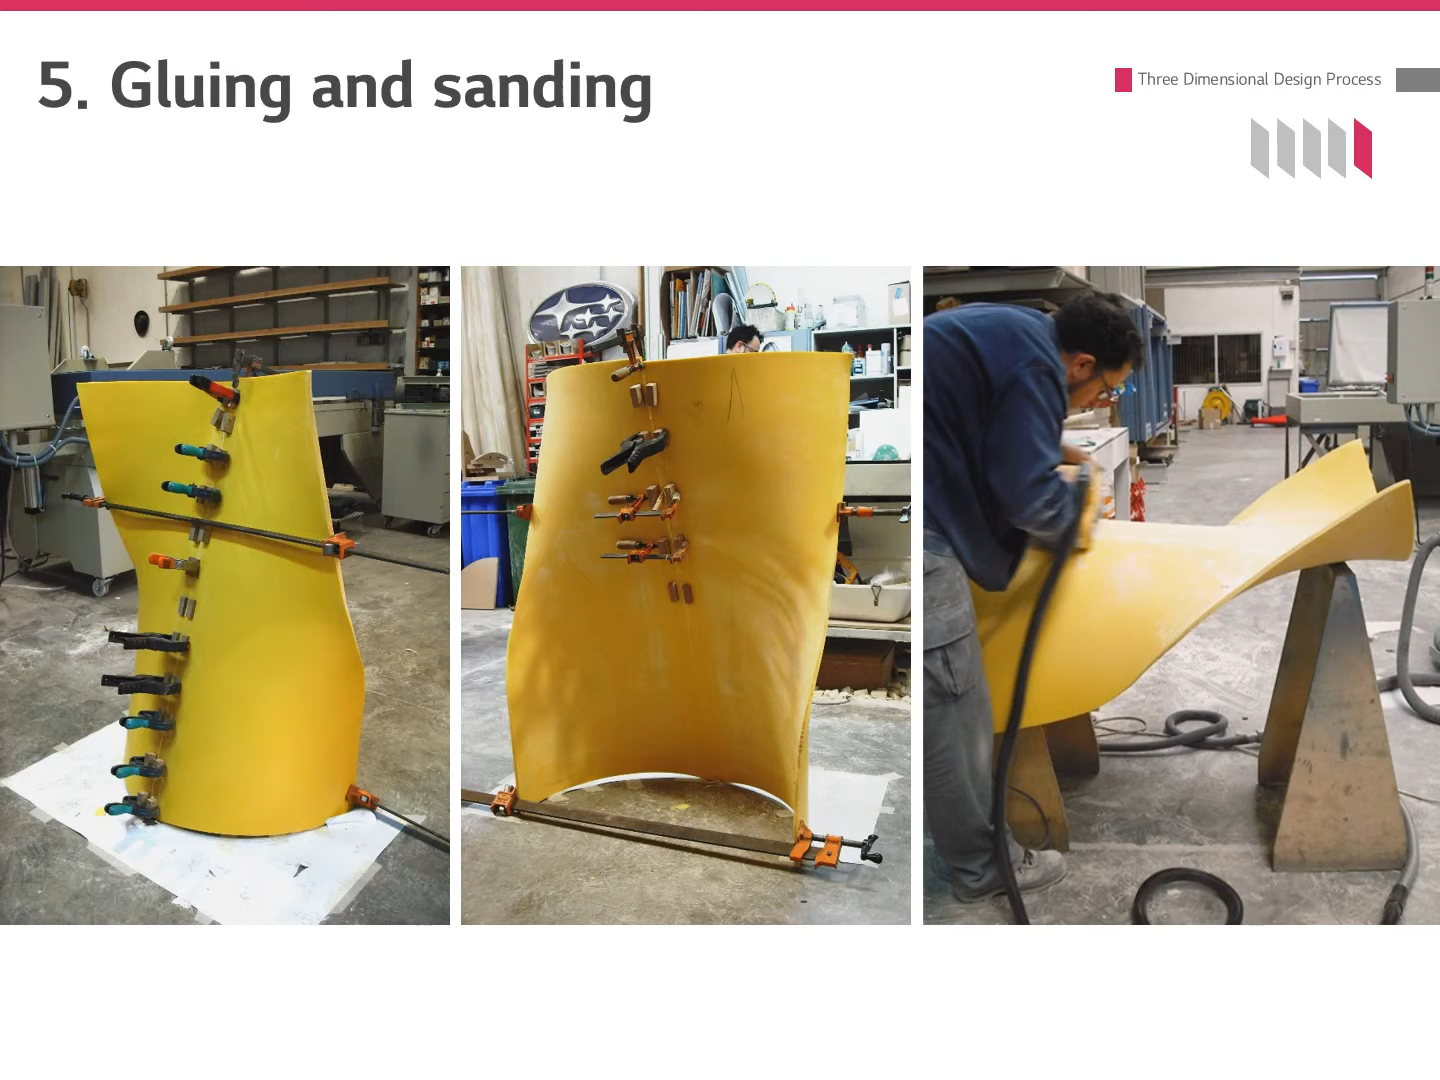 5. Gluing and sanding
Three Dimensional Design Process